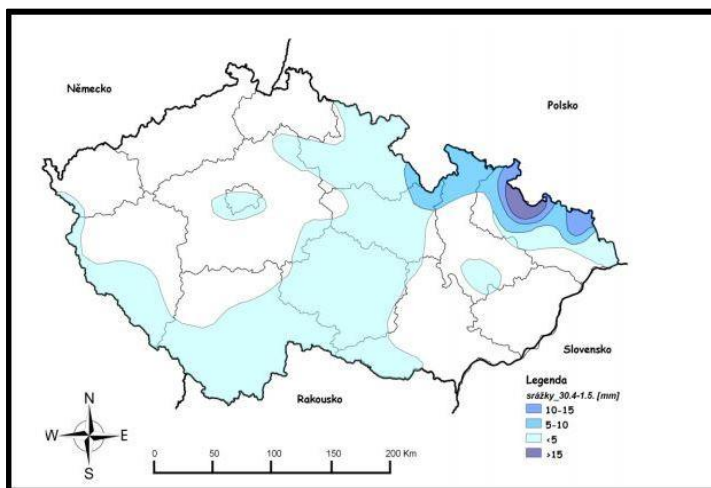 Německo
Polsko
Slovensko
Rakousko
Legenda
srážky_30.4-1.5. [mm]
10-15
5-10
<5
>15
N
W E
S
0 50 100 150 200 Km